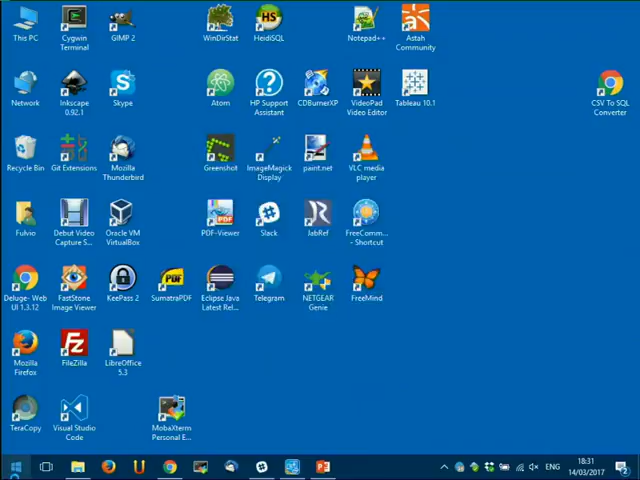 This PC
Cygwin
Terminal
GIMP 2
WinDirStat
HeidiSQL
Notepad++
Astah
Community
Network
Inkscape
0.92.1
Skype
Atom
HP Support
Assistant
CDBurnerXP
VideoPad
Video Editor
Tableau 10.1
CSV To SQL
Converter
Recycle Bin
Git Extensions
Mozilla
Thunderbird
Greenshot
ImageMagick
Display
paint.net
VLC media
player
Fulvio
Debut Video
Capture S...
Oracle VM
VirtualBox
PDF-Viewer
Slack
JabRef
FreeComm...
- Shortcut
Deluge- Web
UI 1.3.12
FastStone
Image Viewer
KeePass 2
SumatraPDF
Eclipse Java
Latest Rel...
Telegram
NETGEAR
Genie
FreeMind
Mozilla
Firefox
FileZilla
LibreOffice
5.3
TeraCopy
Visual Studio
Code
MobaXterm
Personal E...
ENG
18:31
14/03/2017